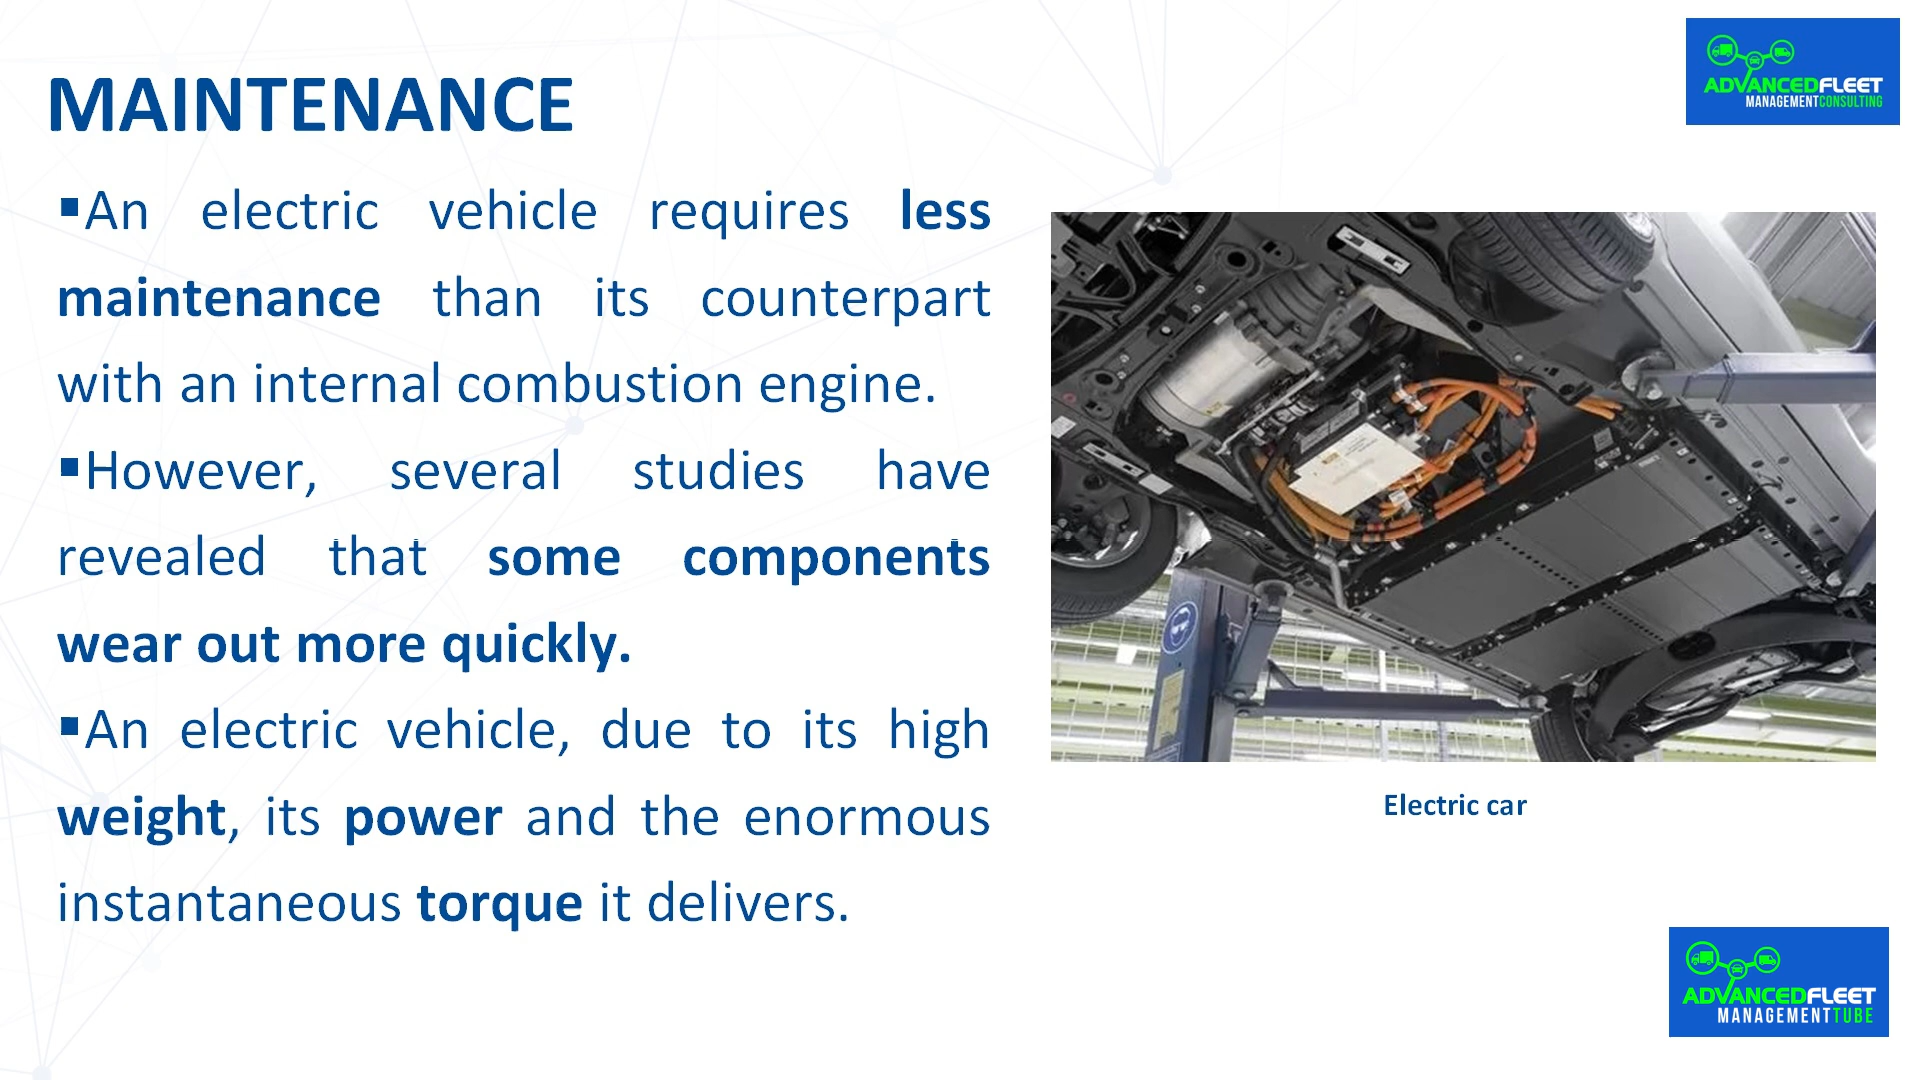 MAINTENANCE
▪An electric vehicle requires less
maintenance than its counterpart
with an internal combustion engine.
▪However, several studies have
revealed that some components
wear out more quickly.
▪An electric vehicle, due to its high
weight, its power and the enormous
instantaneous torque it delivers.
ADVANCEDFLEET
MANAGEMENTCONSULTING
Electric car
ADVANCEDFLEET
MANAGEMENTTUBE